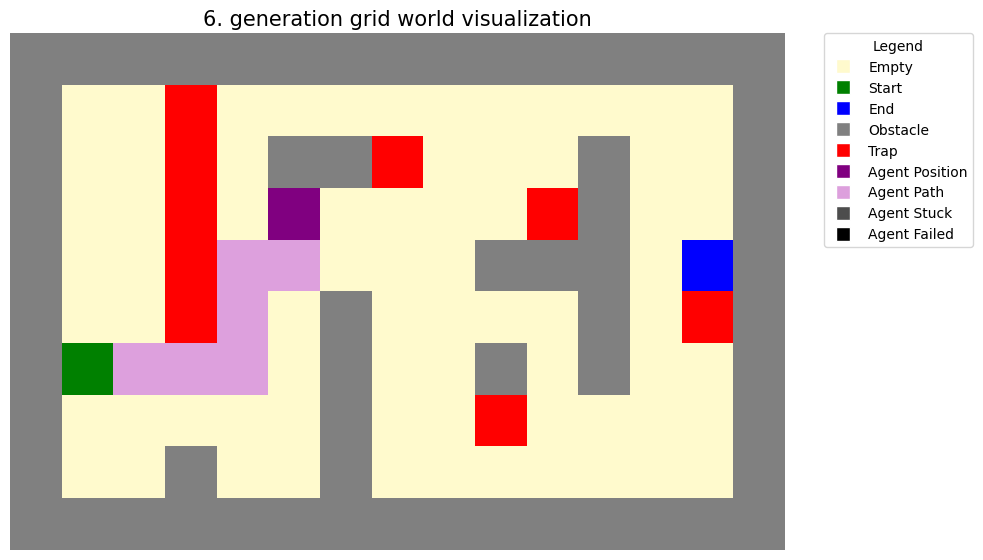 6. generation grid world visualization
Legend
Empty
Start
End
Obstacle
Trap
Agent Position
Agent Path
Agent Stuck
Agent Failed